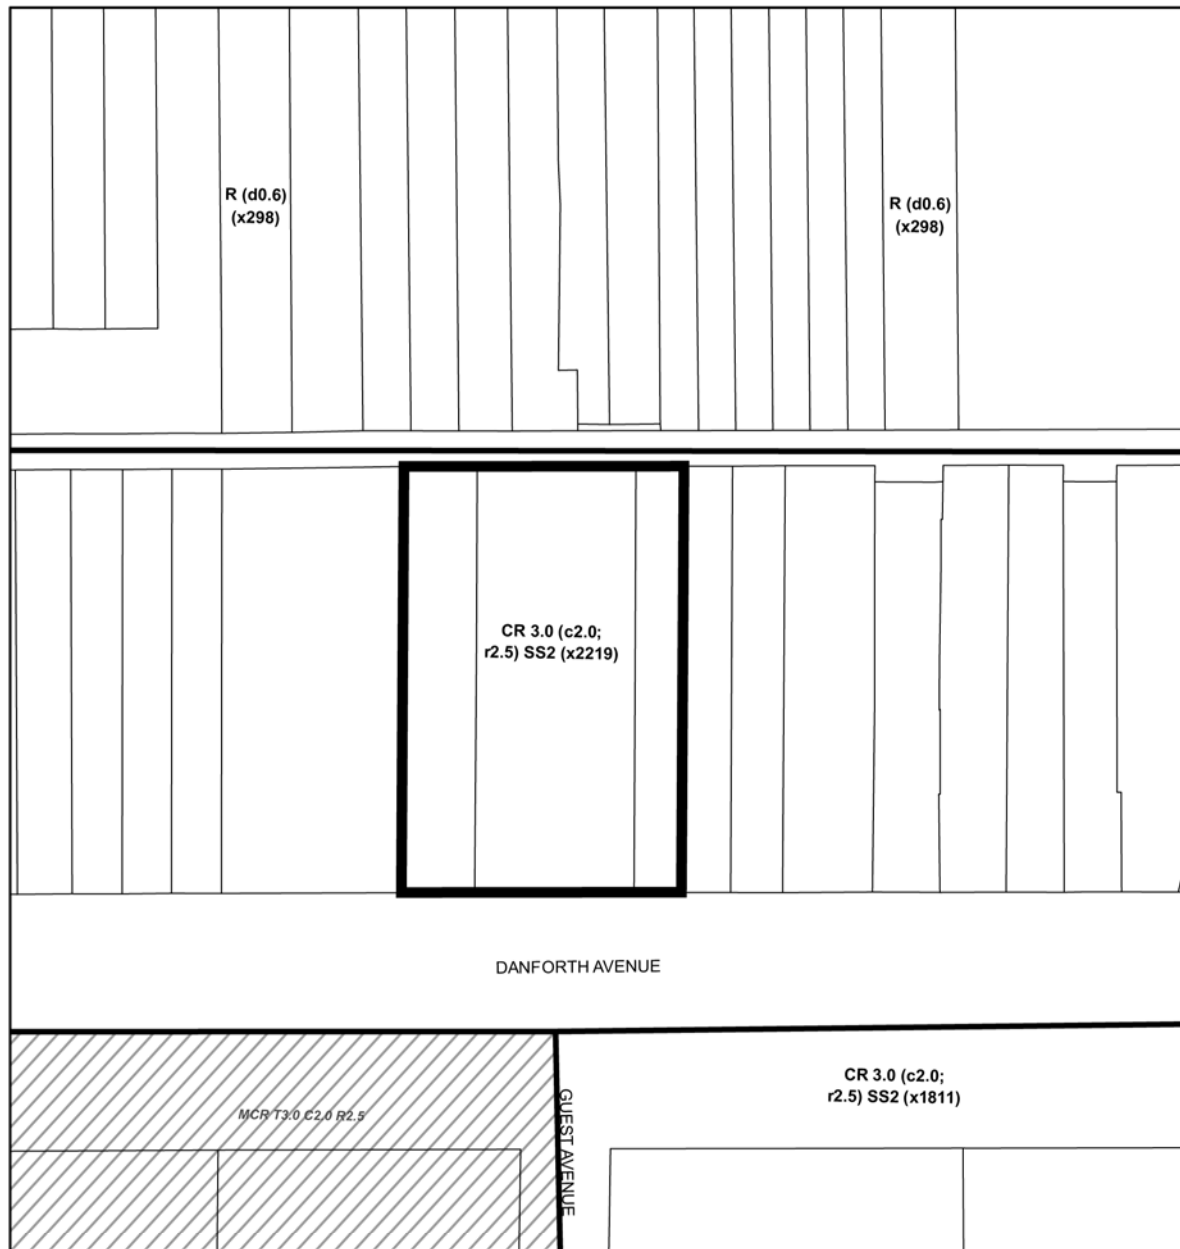 R (d0.6)
(x298)
R (d0.6)
(x298)
CR 3.0 (c2.0;
r2.5) SS2 (x2219)
DANFORTH AVENUE
CR 3.0 (c2.0;
r2.5) SS2 (x1811)
MCR T3.0 C2.0 R2.5
GUEST AVENUE